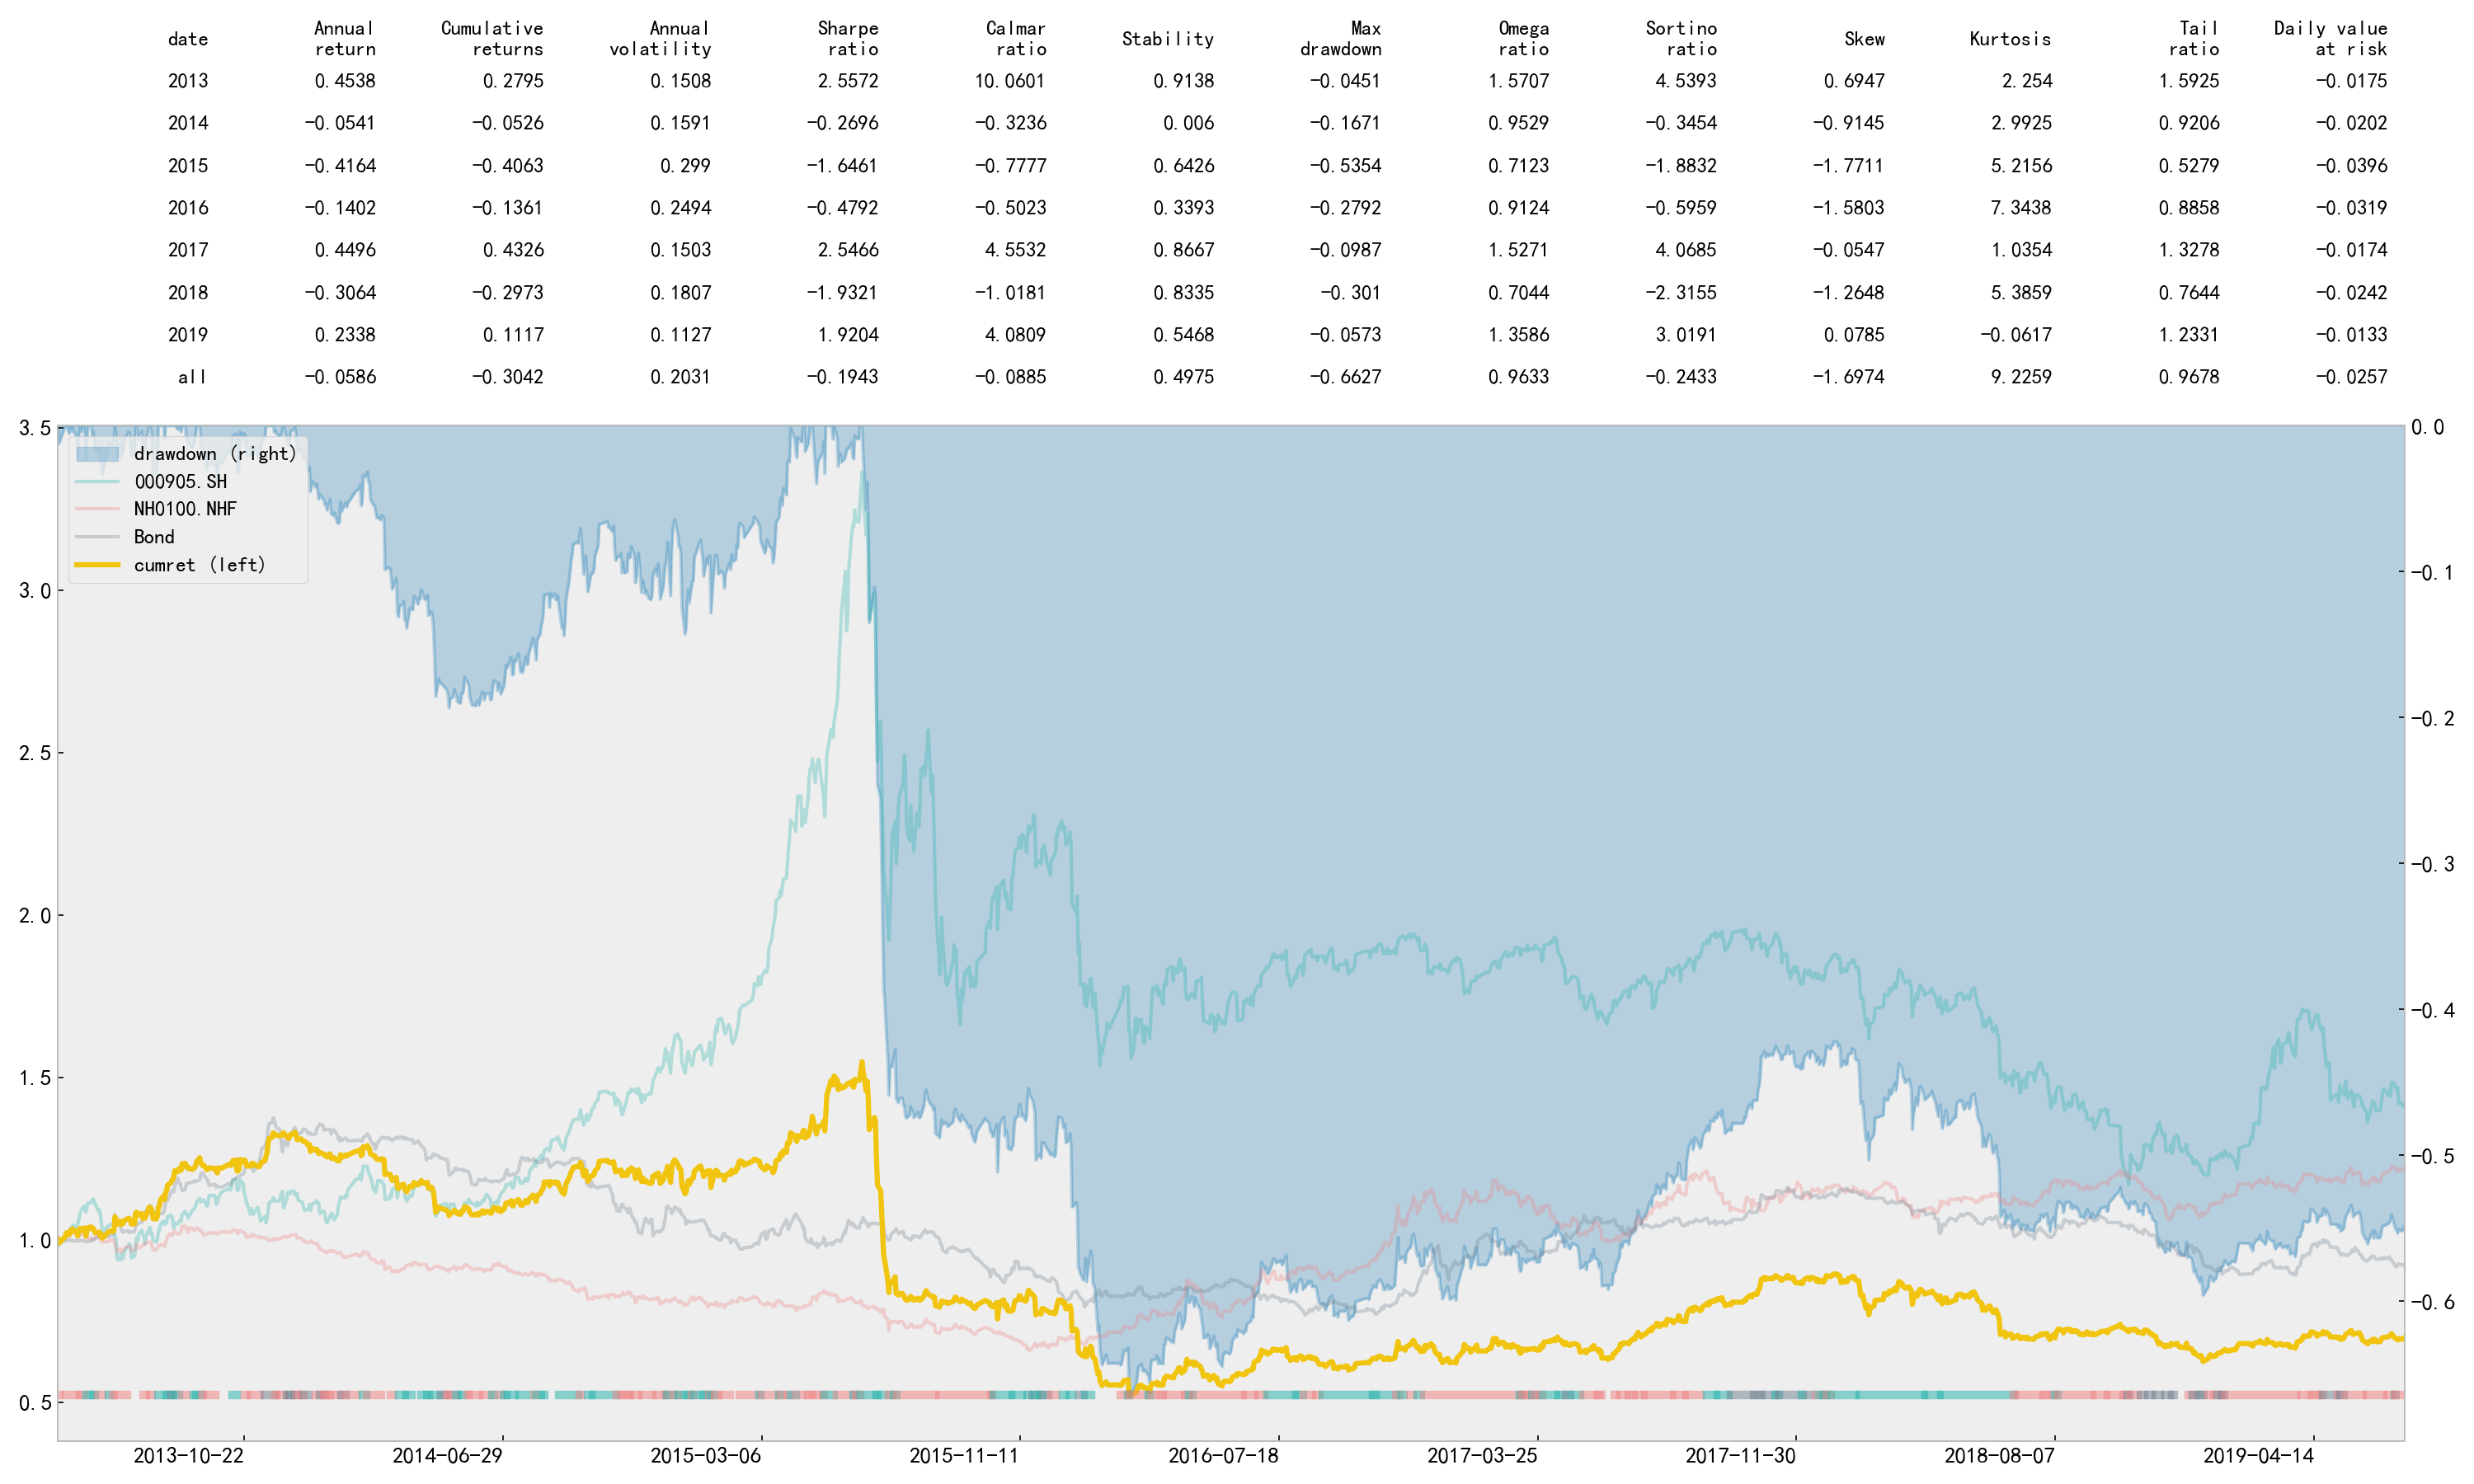 date Annual return Cumulative returns Annual volatility Sharpe ratio Calmar ratio Stability Max drawdown Omega ratio Sortino ratio Skew Kurtosis Tail ratio Daily value at risk
2013 0.4538 0.2795 0.1508 2.5572 10.0601 0.9138 -0.0451 1.5707 4.5393 0.6947 2.254 1.5925 -0.0175
2014 -0.0541 -0.0526 0.1591 -0.2696 -0.3236 0.006 -0.1671 0.9529 -0.3454 -0.9145 2.9925 0.9206 -0.0202
2015 -0.4164 -0.4063 0.299 -1.6461 -0.7777 0.6426 -0.5354 0.7123 -1.8832 -1.7711 5.2156 0.5279 -0.0396
2016 -0.1402 -0.1361 0.2494 -0.4792 -0.5023 0.3393 -0.2792 0.9124 -0.5959 -1.5803 7.3438 0.8858 -0.0319
2017 0.4496 0.4326 0.1503 2.5466 4.5532 0.8667 -0.0987 1.5271 4.0685 -0.0547 1.0354 1.3278 -0.0174
2018 -0.3064 -0.2973 0.1807 -1.9321 -1.0181 0.8335 -0.301 0.7044 -2.3155 -1.2648 5.3859 0.7644 -0.0242
2019 0.2338 0.1117 0.1127 1.9204 4.0809 0.5468 -0.0573 1.3586 3.0191 0.0785 -0.0617 1.2331 -0.0133
all -0.0586 -0.3042 0.2031 -0.1943 -0.0885 0.4975 -0.6627 0.9633 -0.2433 -1.6974 9.2259 0.9678 -0.0257
3.5
3.0
2.5
2.0
1.5
1.0
0.5
drawdown (right)
000905.SH
NH0100.NHF
Bond
cumret (left)
0.0
-0.1
-0.2
-0.3
-0.4
-0.5
-0.6
2013-10-22 2014-06-29 2015-03-06 2015-11-11 2016-07-18 2017-03-25 2017-11-30 2018-08-07 2019-04-14